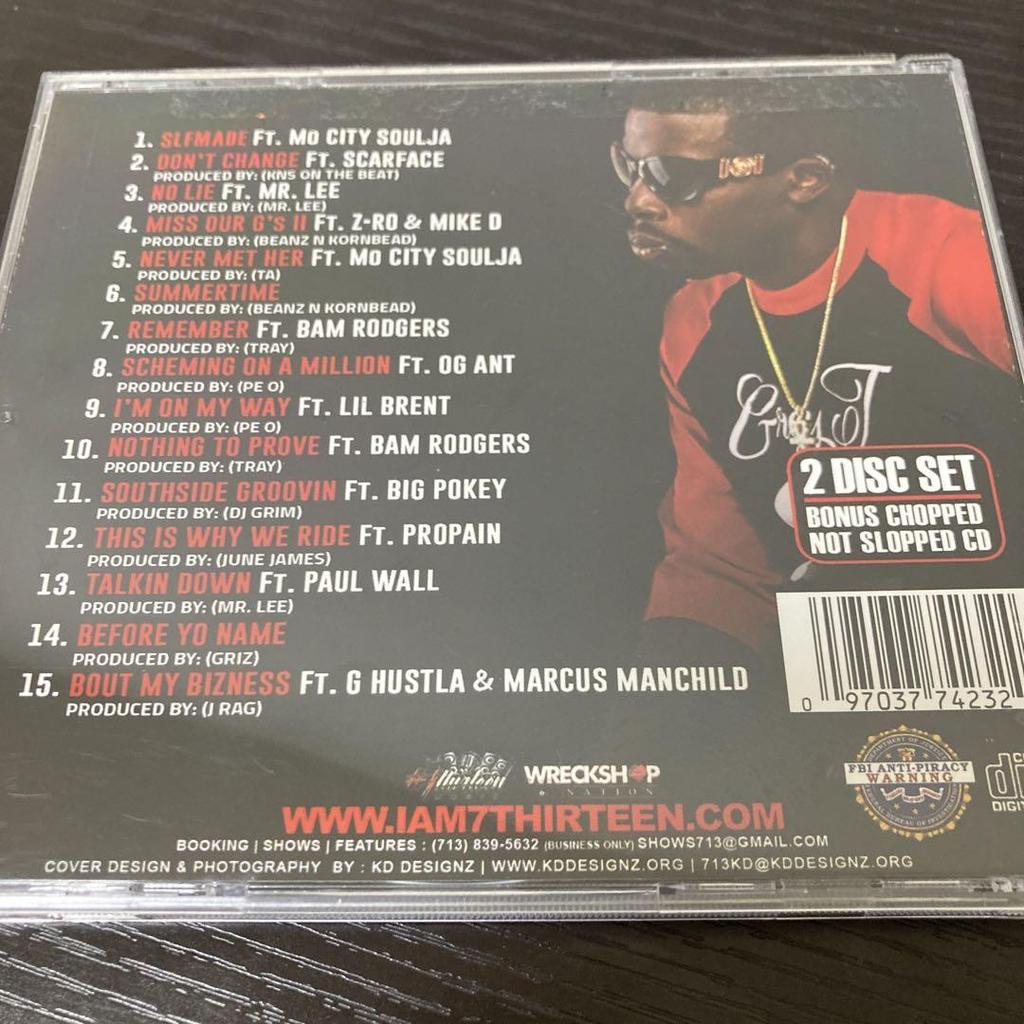 1. SLFMADE FT. MO CITY SOULJA
2. DON'T CHANGE FT. SCARFACE
PRODUCED BY: (KNS ON THE BEAT)
3. NO LIE FT. MR. LEE
PRODUCED BY: (MR. LEE)
4. MISS OUR G'S II FT. Z-RO & MIKE D
PRODUCED BY: (BEANZ N KORNBEAD)
5. NEVER MET HER FT. MO CITY SOULJA
PRODUCED BY: (TA)
6. SUMMERTIME
PRODUCED BY: (BEANZ N KORNBEAD)
7. REMEMBER FT. BAM RODGERS
PRODUCED BY: (TRAY)
8. SCHEMING ON A MILLION FT. OG ANT
PRODUCED BY: (PE O)
9. I'M ON MY WAY FT. LIL BRENT
PRODUCED BY: (PE O)
10. NOTHING TO PROVE FT. BAM RODGERS
PRODUCED BY: (TRAY)
11. SOUTHSIDE GROOVIN FT. BIG POKEY
PRODUCED BY: (DJ GRIM)
12. THIS IS WHY WE RIDE FT. PROPAIN
PRODUCED BY: (JUNE JAMES)
13. TALKIN DOWN FT. PAUL WALL
PRODUCED BY: (MR. LEE)
14. BEFORE YO NAME
PRODUCED BY: (GRIZ)
15. BOUT MY BIZNESS FT. G HUSTLA & MARCUS MANCHILD
PRODUCED BY: (J RAG)
2 DISC SET
BONUS CHOPPED
NOT SLOPPED CD
0 97037 74232
WRECKSHOP
NATION
FBI ANTI-PIRACY
WARNING
WWW.IAM7THIRTEEN.COM
BOOKING | SHOWS | FEATURES : (713) 839-5632 (BUSINESS ONLY) SHOWS713@GMAIL.COM
COVER DESIGN & PHOTOGRAPHY BY : KD DESIGNZ | WWW.KDDESIGNZ.ORG | 713KD@KDDESIGNZ.ORG